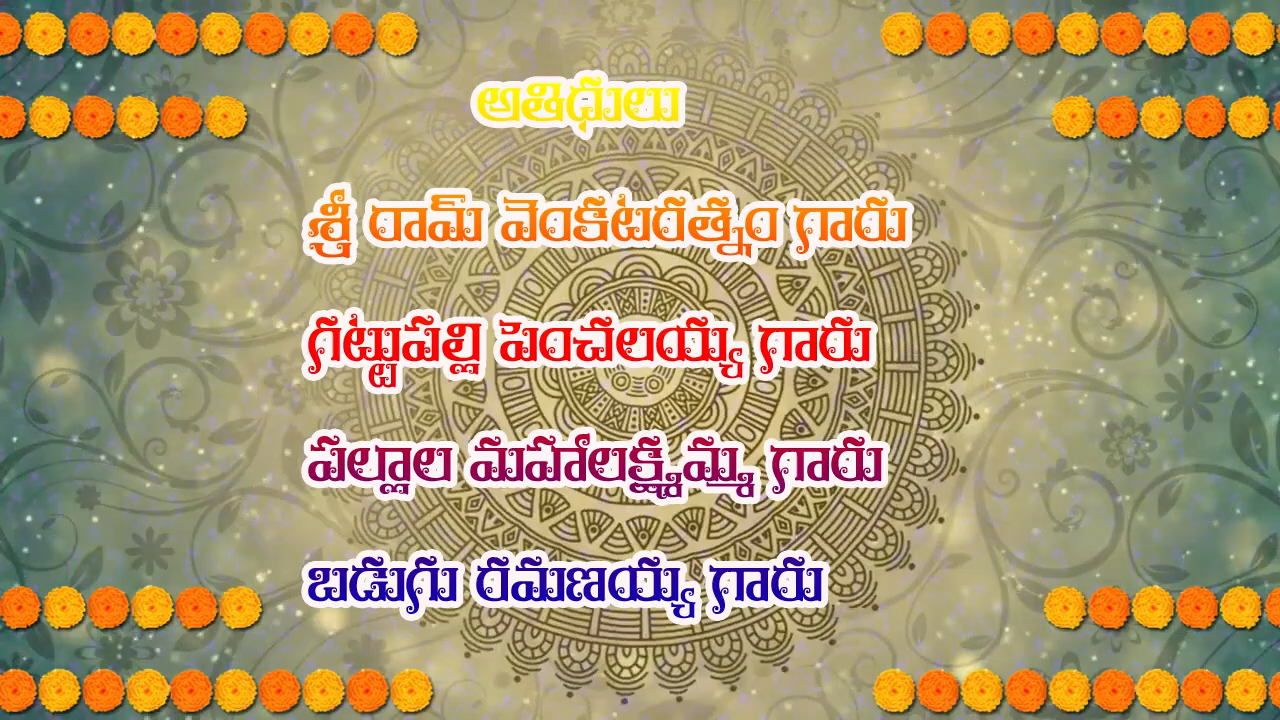 అతిధులు
శ్రీ రామ్ వెంకటరత్నం గారు
గట్టుపల్లి పెంచలయ్య గారు
పల్లాల మహాలక్ష్మమ్మ గారు
బడుగు రమణయ్య గారు